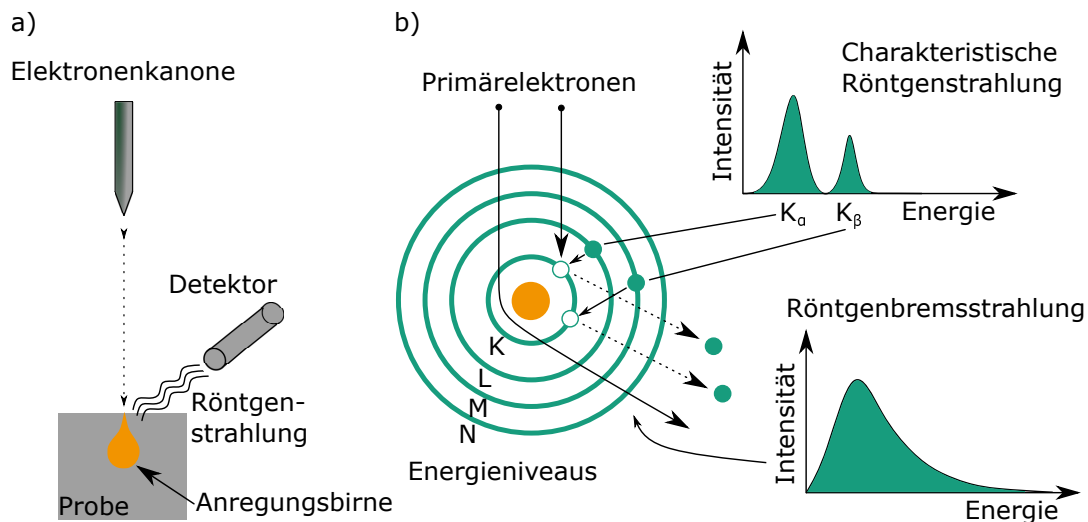 a)
Elektronenkanone
Detektor
Röntgen-
strahlung
Anregungsbirne
Probe
b)
Primärelektronen
K
L
M
N
Energieniveaus
Charakteristische
Röntgenstrahlung
Intensität
Kα
Kβ
Energie
Röntgenbremsstrahlung
Intensität
Energie